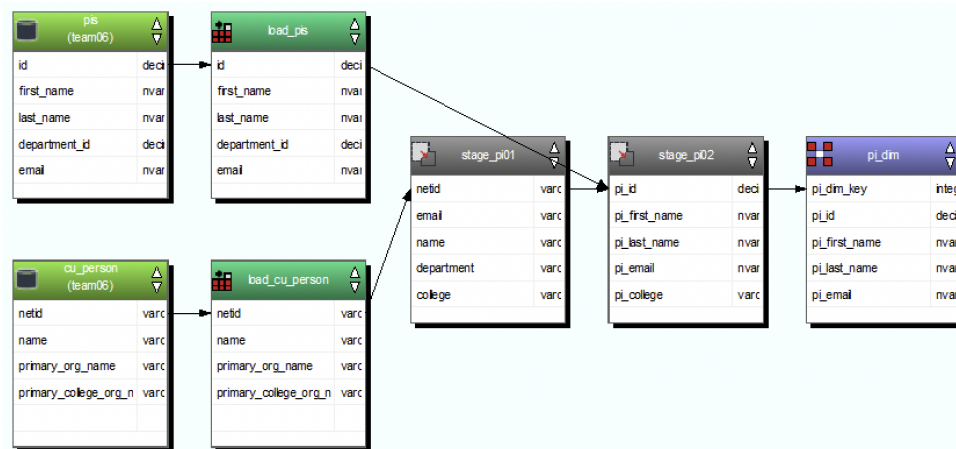 pis
(team06)
id deci
first_name nvar
last_name nvar
department_id deci
email nvar
load_pis
id deci
first_name nvar
last_name nvar
department_id deci
email nvar
cu_person
(team06)
netid varc
name varc
primary_org_name varc
primary_college_org_n varc
load_cu_person
netid varc
name varc
primary_org_name varc
primary_college_org_n varc
stage_pi01
netid varc
email varc
name varc
department varc
college varc
stage_pi02
pi_id deci
pi_first_name nvar
pi_last_name nvar
pi_email nvar
pi_college varc
pi_dim
pi_dim_key integ
pi_id deci
pi_first_name nvar
pi_last_name nvar
pi_email nvar